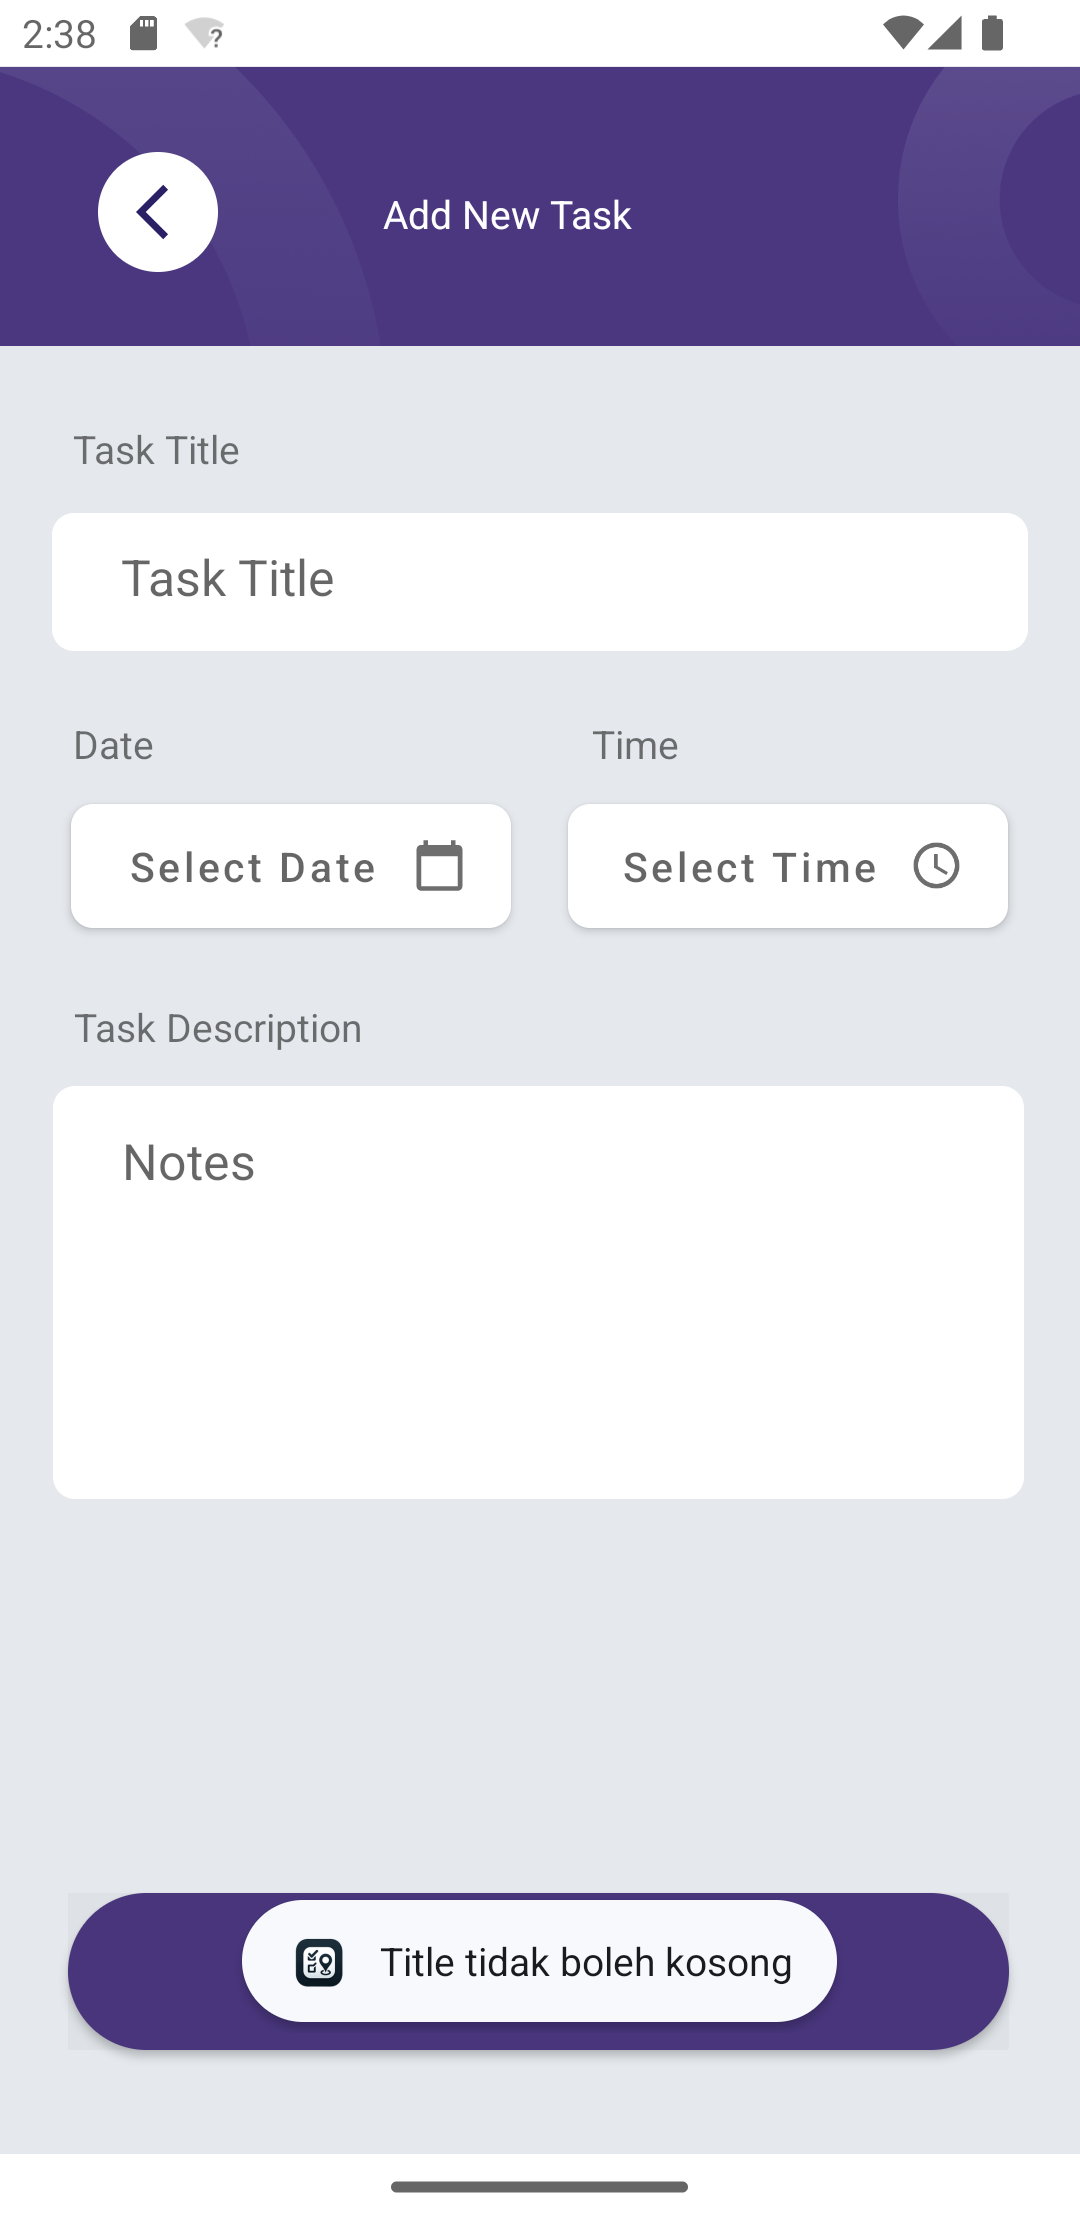 2:38
Add New Task
Task Title
Task Title
Date
Time
Select Date
Select Time
Task Description
Notes
Title tidak boleh kosong